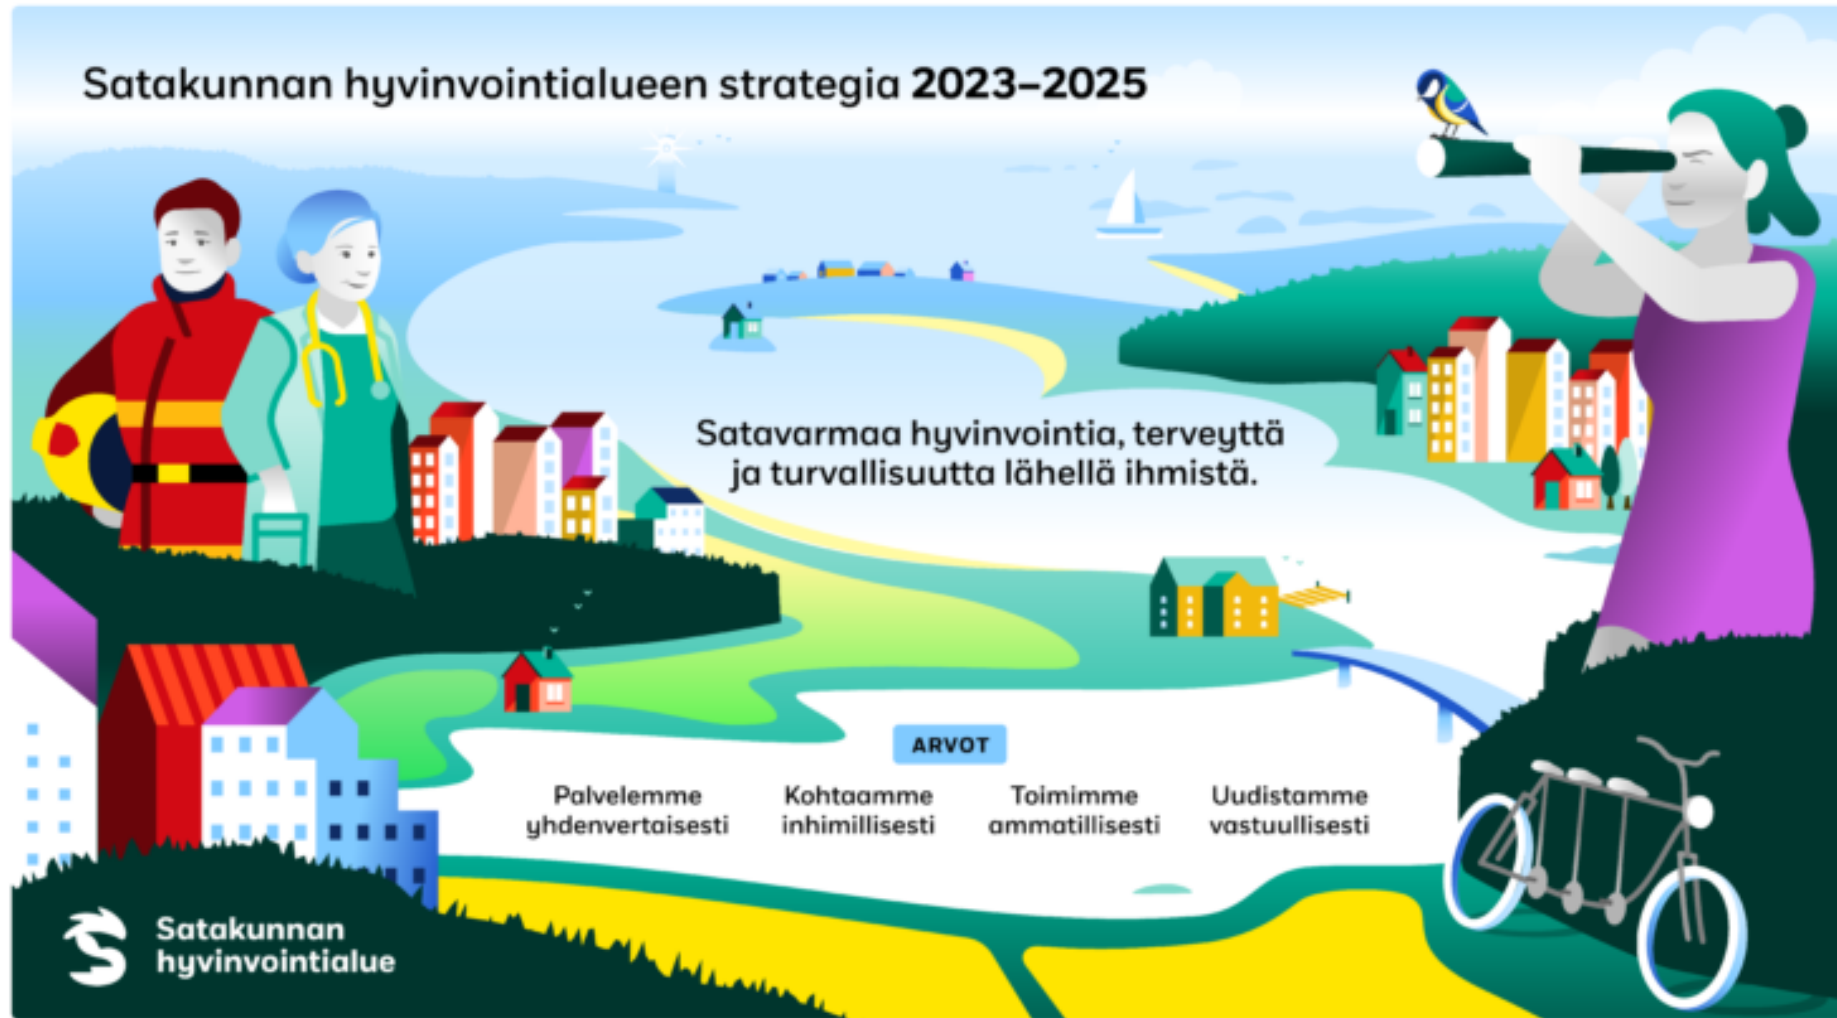 Satakunnan hyvinvointialueen strategia 2023–2025
Satavarmaa hyvinvointia, terveyttä
ja turvallisuutta lähellä ihmistä.
ARVOT
Palvelemme
yhdenvertaisesti
Kohtaamme
inhimillisesti
Toimimme
ammatillisesti
Uudistamme
vastuullisesti
Satakunnan
hyvinvointialue